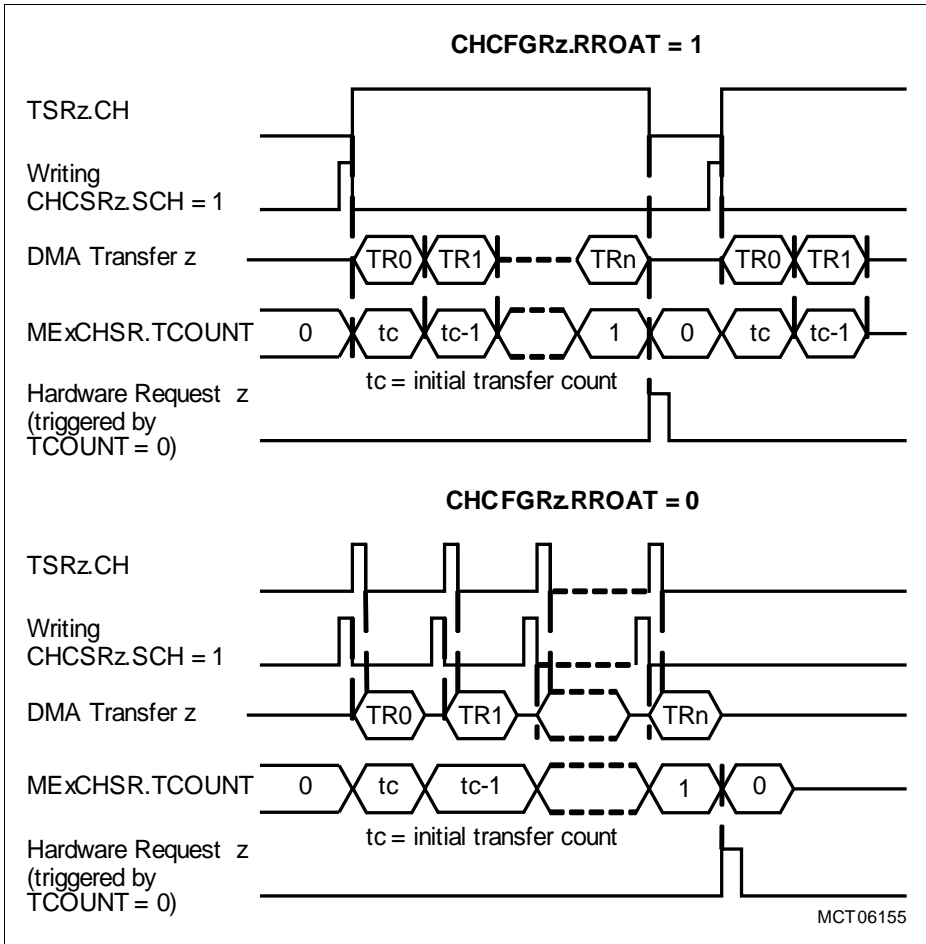 CHCFGRz.RROAT = 1
TSRz.CH
Writing
CHCSRz.SCH = 1
DMA Transfer z
TR0 TR1 TRn TR0 TR1
MExCHSR.TCOUNT
0 tc tc-1 1 0 tc tc-1
tc = initial transfer count
Hardware Request z
(triggered by
TCOUNT = 0)
CHCFGRz.RROAT = 0
TSRz.CH
Writing
CHCSRz.SCH = 1
DMA Transfer z
TR0 TR1 TRn
MExCHSR.TCOUNT
0 tc tc-1 1 0
tc = initial transfer count
Hardware Request z
(triggered by
TCOUNT = 0)
MCT06155